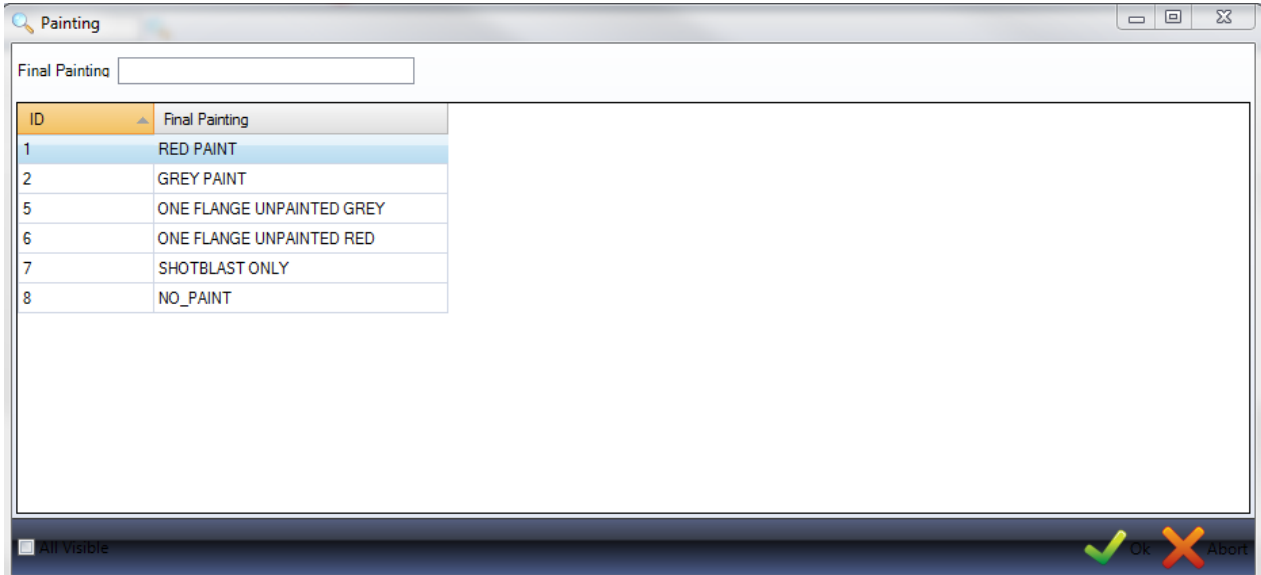 Painting
Final Painting
ID Final Painting
1 RED PAINT
2 GREY PAINT
5 ONE FLANGE UNPAINTED GREY
6 ONE FLANGE UNPAINTED RED
7 SHOTBLAST ONLY
8 NO_PAINT
All Visible Ok Abort